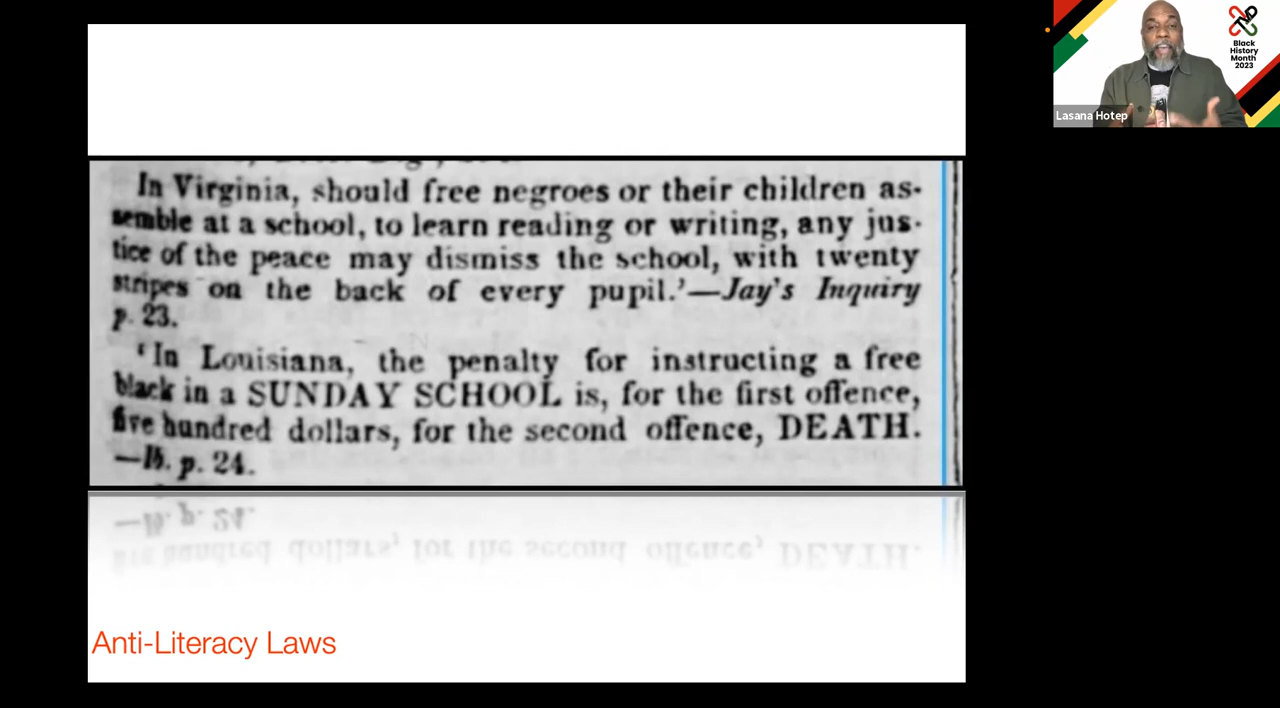 In Virginia, should free negroes or their children as-
semble at a school, to learn reading or writing, any jus-
tice of the peace may dismiss the school, with twenty
stripes on the back of every pupil.'—Jay's Inquiry
p. 23.
'In Louisiana, the penalty for instructing a free
black in a SUNDAY SCHOOL is, for the first offence,
five hundred dollars, for the second offence, DEATH.
—Ib. p. 24.
Anti-Literacy Laws
Black
History
Month
2023
Lasana Hotep